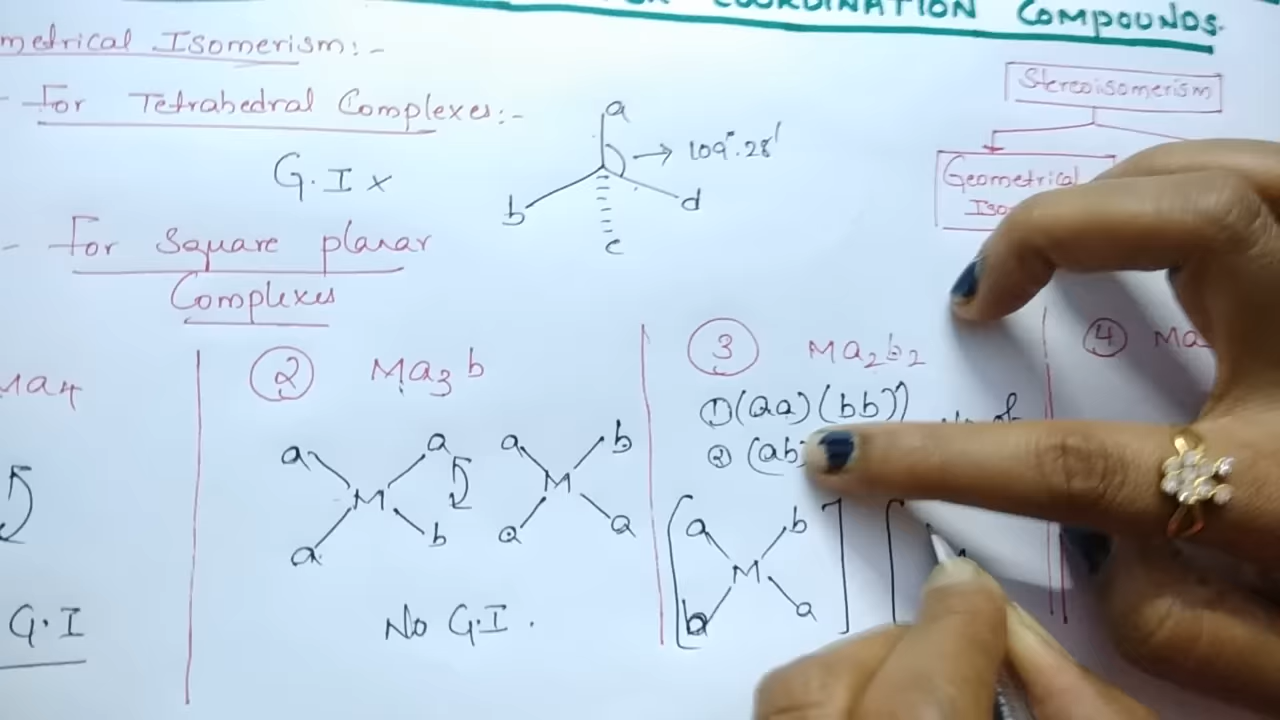 COORDINATION COMPOUNDS.
metrical Isomerism:-
- For Tetrahedral Complexes:-
G.I x
a
109°.28'
b
d
c
Stereoisomerism
Geometrical
Iso
- For Square planar
Complexes
Ma4
G.I
② Ma3b
a a
M
a b
a b
M
a a
No G.I.
③ Ma2b2
① (aa) (bb)
② (ab)
a b
M
b a
④ Ma